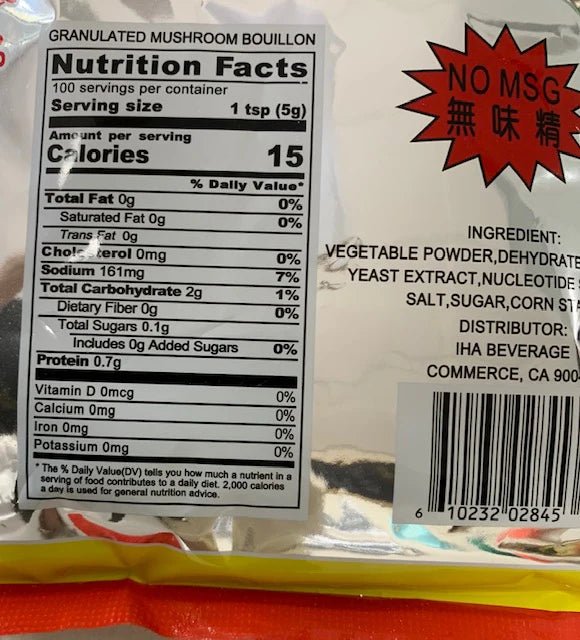 GRANULATED MUSHROOM BOUILLON
Nutrition Facts
100 servings per container
Serving size 1 tsp (5g)
Amount per serving
Calories 15
% Daily Value*
Total Fat 0g 0%
Saturated Fat 0g 0%
Trans Fat 0g
Cholesterol 0mg 0%
Sodium 161mg 7%
Total Carbohydrate 2g 1%
Dietary Fiber 0g 0%
Total Sugars 0.1g
Includes 0g Added Sugars 0%
Protein 0.7g
Vitamin D 0mcg 0%
Calcium 0mg 0%
Iron 0mg 0%
Potassium 0mg 0%
* The % Daily Value(DV) tells you how much a nutrient in a
serving of food contributes to a daily diet. 2,000 calories
a day is used for general nutrition advice.
NO MSG
無味精
INGREDIENT:
VEGETABLE POWDER,DEHYDRATE
YEAST EXTRACT,NUCLEOTIDE
SALT,SUGAR,CORN
DISTRIBUTOR:
IHA BEVERAGE
COMMERCE, CA 900
6 10232 02845